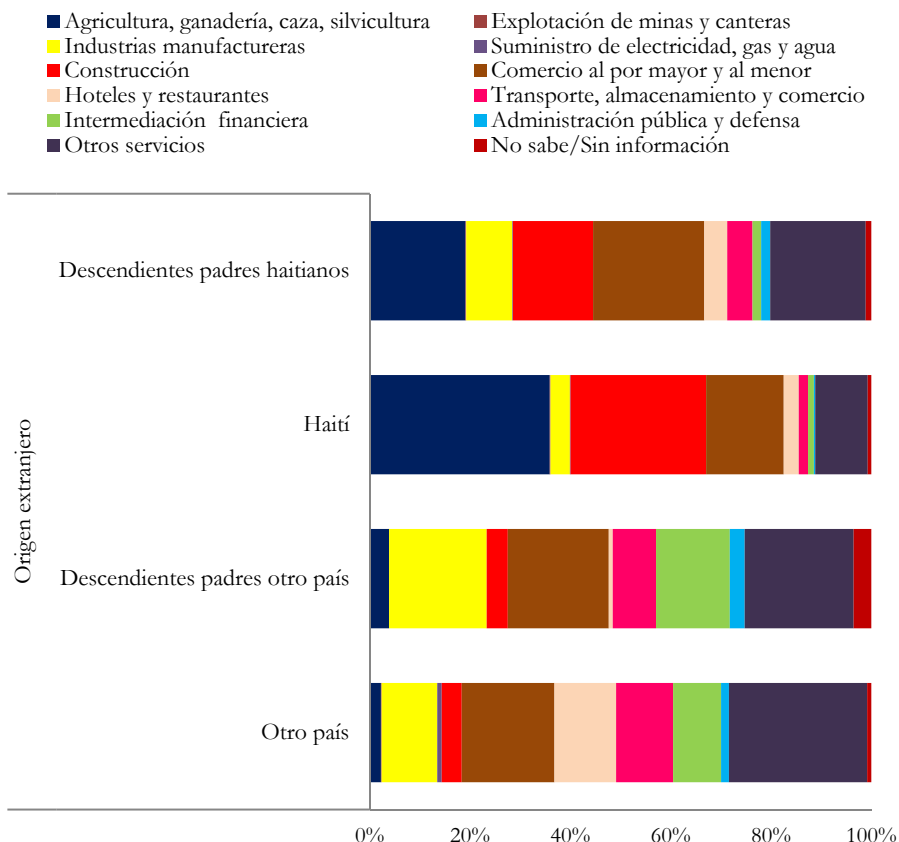 Agricultura, ganadería, caza, silvicultura
Explotación de minas y canteras
Industrias manufactureras
Suministro de electricidad, gas y agua
Construcción
Comercio al por mayor y al menor
Hoteles y restaurantes
Transporte, almacenamiento y comercio
Intermediación financiera
Administración pública y defensa
Otros servicios
No sabe/Sin información
Origen extranjero
Descendientes padres haitianos
Haití
Descendientes padres otro país
Otro país
0% 20% 40% 60% 80% 100%